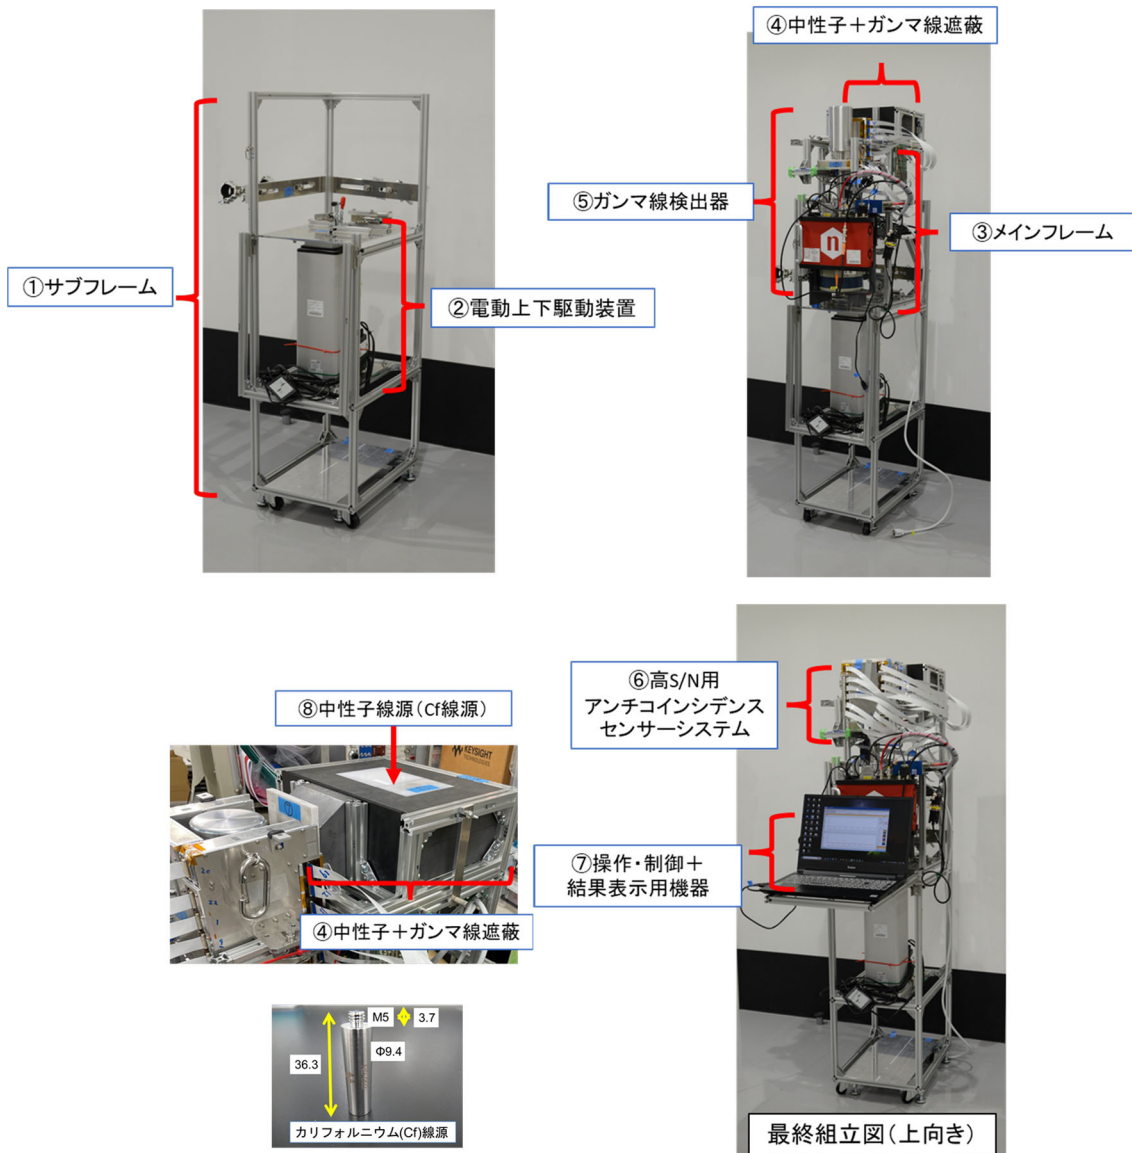 ④中性子＋ガンマ線遮蔽
⑤ガンマ線検出器
③メインフレーム
①サブフレーム
②電動上下駆動装置
n
⑧中性子線源（Cf線源）
KEYSIGHT
TECHNOLOGIES
④中性子＋ガンマ線遮蔽
⑥高S/N用
アンチコインシデンス
センサーシステム
⑦操作・制御＋
結果表示用機器
M5
3.7
36.3
Φ9.4
カリフォルニウム(Cf)線源
最終組立図（上向き）